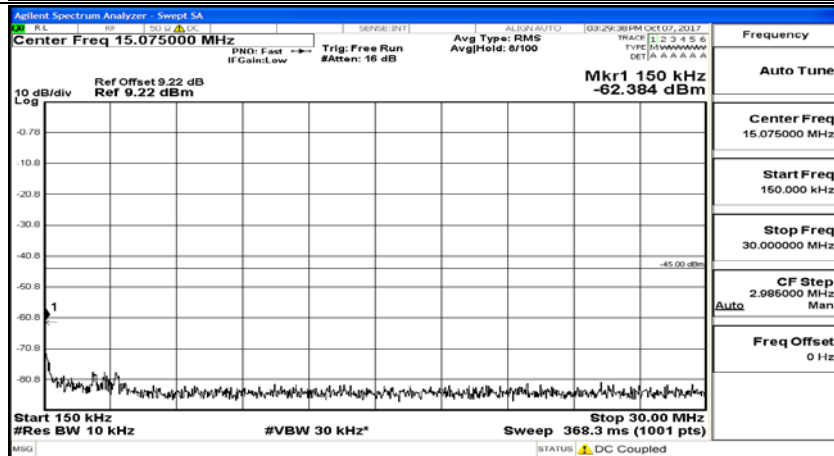 Agilent Spectrum Analyzer - Swept SA
RL RF 50 Ω DC SENSE:INT ALIGN AUTO 03:29:38 PM Oct 07, 2017
Center Freq 15.075000 MHz
PNO: Fast
IFGain:Low
Trig: Free Run
#Atten: 16 dB
Avg Type: RMS
Avg|Hold: 8/100
TRACE 1 2 3 4 5 6
TYPE M W W W W W
DET A A A A A A
Ref Offset 9.22 dB
10 dB/div Ref 9.22 dBm
Log
Mkr1 150 kHz
-62.384 dBm
-0.78
-10.8
-20.8
-30.8
-40.8
-45.00 dBm
-50.8
1
-60.8
-70.8
-80.8
Start 150 kHz Stop 30.00 MHz
#Res BW 10 kHz #VBW 30 kHz* Sweep 368.3 ms (1001 pts)
MSG STATUS DC Coupled
Frequency
Auto Tune
Center Freq
15.075000 MHz
Start Freq
150.000 kHz
Stop Freq
30.000000 MHz
CF Step
2.985000 MHz
Auto Man
Freq Offset
0 Hz